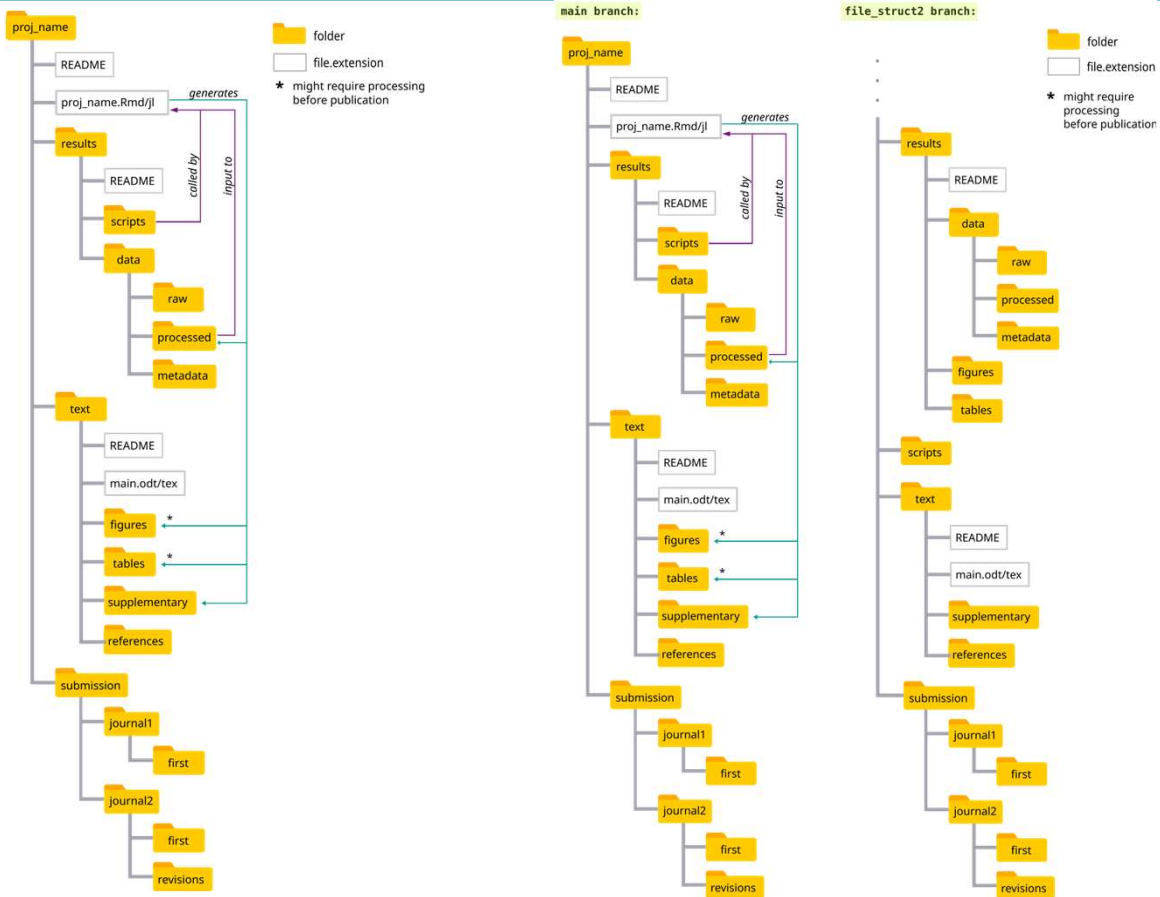 proj_name
README
proj_name.Rmd/jl
generates
results
README
called by
input to
scripts
data
raw
processed
metadata
text
README
main.odt/tex
figures
*
tables
*
supplementary
references
submission
journal1
first
journal2
first
revisions
folder
file.extension
* might require processing
before publication
main branch:
proj_name
README
proj_name.Rmd/jl
generates
results
README
called by
input to
scripts
data
raw
processed
metadata
text
README
main.odt/tex
figures
*
tables
*
supplementary
references
submission
journal1
first
journal2
first
revisions
file_struct2 branch:
folder
file.extension
* might require
processing
before publication
results
README
data
raw
processed
metadata
figures
tables
scripts
text
README
main.odt/tex
supplementary
references
submission
journal1
first
journal2
first
revisions